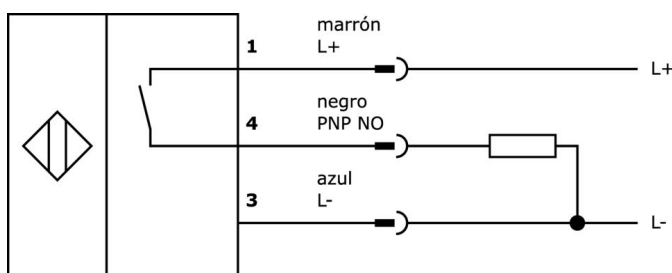 marrón
1 L+
L+
negro
4 PNP NO
azul
3 L-
L-